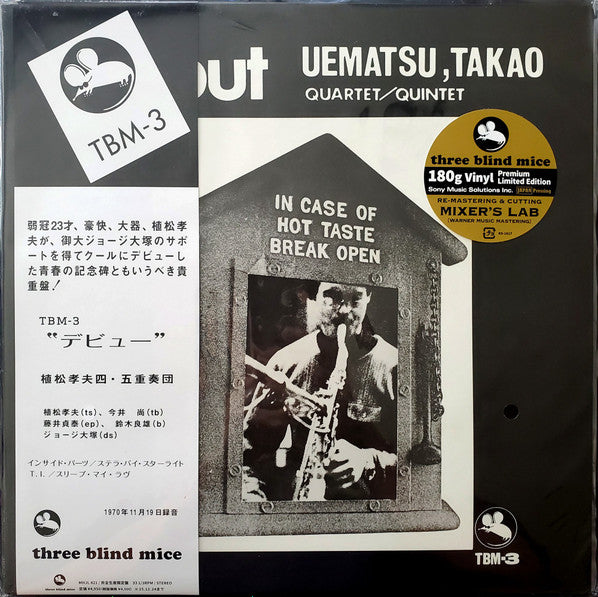 TBM-3
弱冠23才、豪快、大器、植松孝
夫が、御大ジョージ大塚のサポ
ートを得てクールにデビューし
た青春の記念碑ともいうべき貴
重盤!
TBM-3
“デビュー”
植松孝夫四・五重奏団
植松孝夫(ts)、今井 尚(tb)
藤井貞泰(ep)、鈴木良雄(b)
ジョージ大塚(ds)
インサイド・パーツ/ステラ・バイ・スターライト
T.I./スリープ・マイ・ラヴ
1970年11月19日録音
three blind mice
out
UEMATSU,TAKAO
QUARTET/QUINTET
three blind mice
180g Vinyl
Premium
Limited Edition
Sony Music Solutions Inc.
JAPAN Pressing
RE-MASTERING & CUTTING
MIXER'S LAB
(WARNER MUSIC MASTERING)
IN CASE OF
HOT TASTE
BREAK OPEN
TBM-3